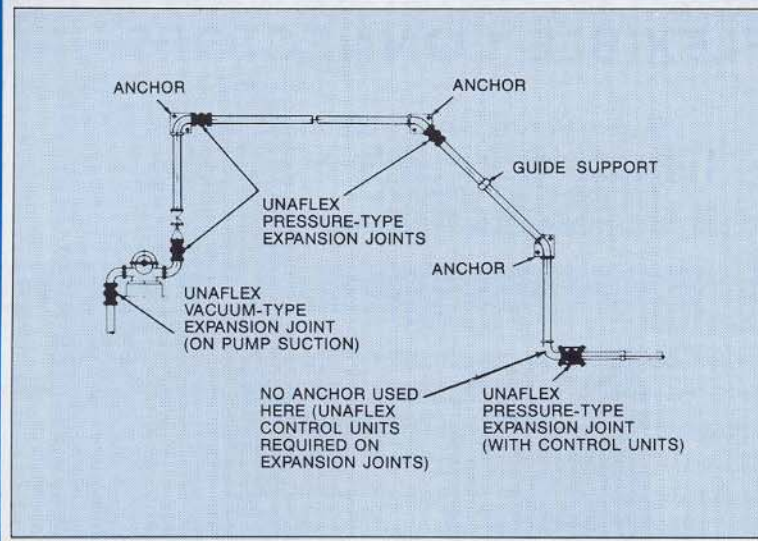 ANCHOR
ANCHOR
GUIDE SUPPORT
UNAFLEX
PRESSURE-TYPE
EXPANSION JOINTS
ANCHOR
UNAFLEX
VACUUM-TYPE
EXPANSION JOINT
(ON PUMP SUCTION)
NO ANCHOR USED
HERE (UNAFLEX
CONTROL UNITS
REQUIRED ON
EXPANSION JOINTS)
UNAFLEX
PRESSURE-TYPE
EXPANSION JOINT
(WITH CONTROL UNITS)